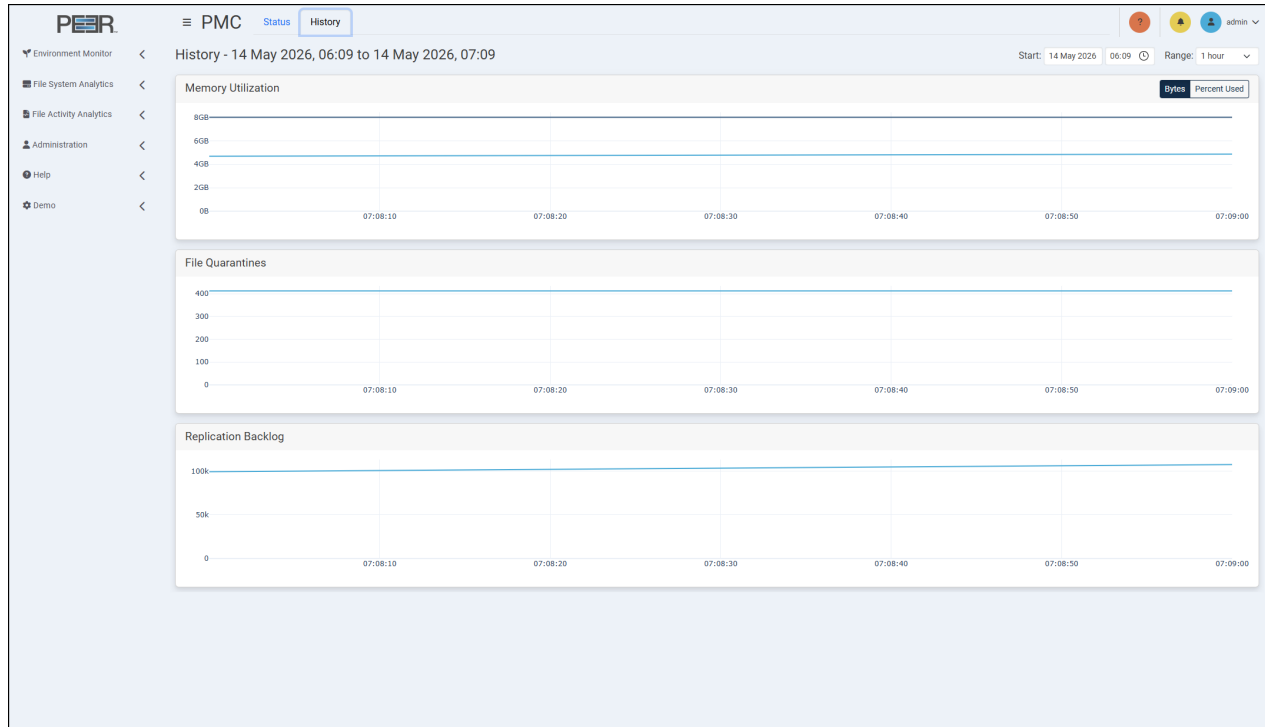 PEER
≡ PMC Status History
? admin
Environment Monitor
File System Analytics
File Activity Analytics
Administration
Help
Demo
History - 14 May 2026, 06:09 to 14 May 2026, 07:09
Start: 14 May 2026 06:09 Range: 1 hour
Memory Utilization
Bytes Percent Used
8GB
6GB
4GB
2GB
0B
07:08:10 07:08:20 07:08:30 07:08:40 07:08:50 07:09:00
File Quarantines
400
300
200
100
0
07:08:10 07:08:20 07:08:30 07:08:40 07:08:50 07:09:00
Replication Backlog
100k
50k
0
07:08:10 07:08:20 07:08:30 07:08:40 07:08:50 07:09:00